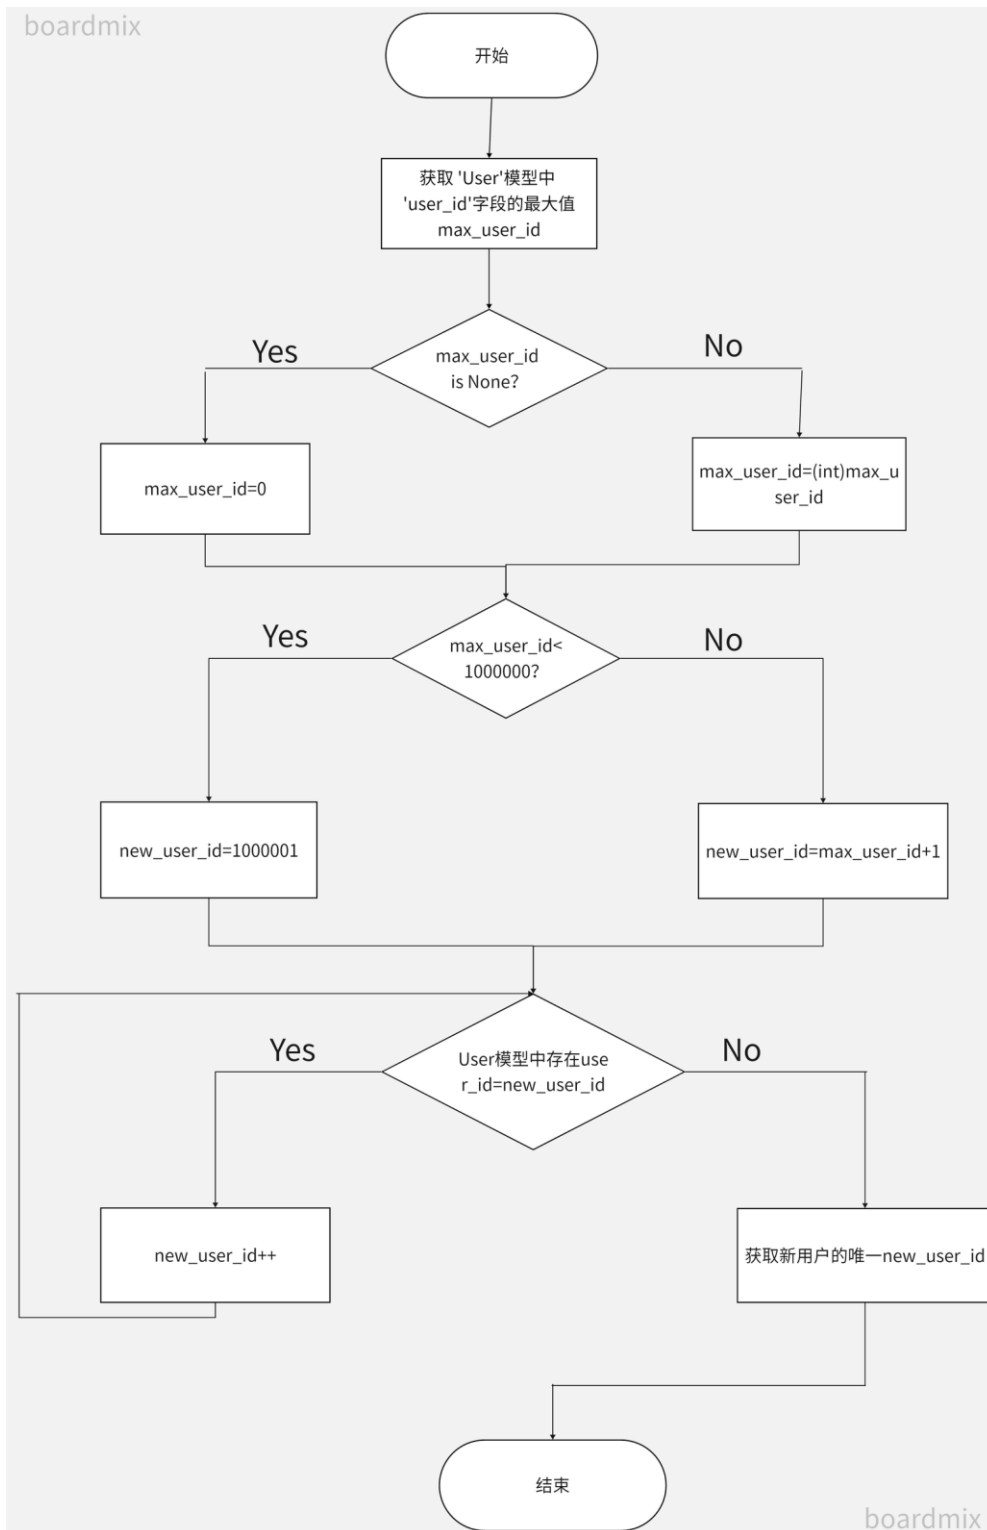 boardmix
开始
获取 'User'模型中
'user_id'字段的最大值
max_user_id
Yes
No
max_user_id
is None?
max_user_id=0
max_user_id=(int)max_u
ser_id
Yes
No
max_user_id<
1000000?
new_user_id=1000001
new_user_id=max_user_id+1
Yes
No
User模型中存在use
r_id=new_user_id
new_user_id++
获取新用户的唯一new_user_id
结束
boardmix